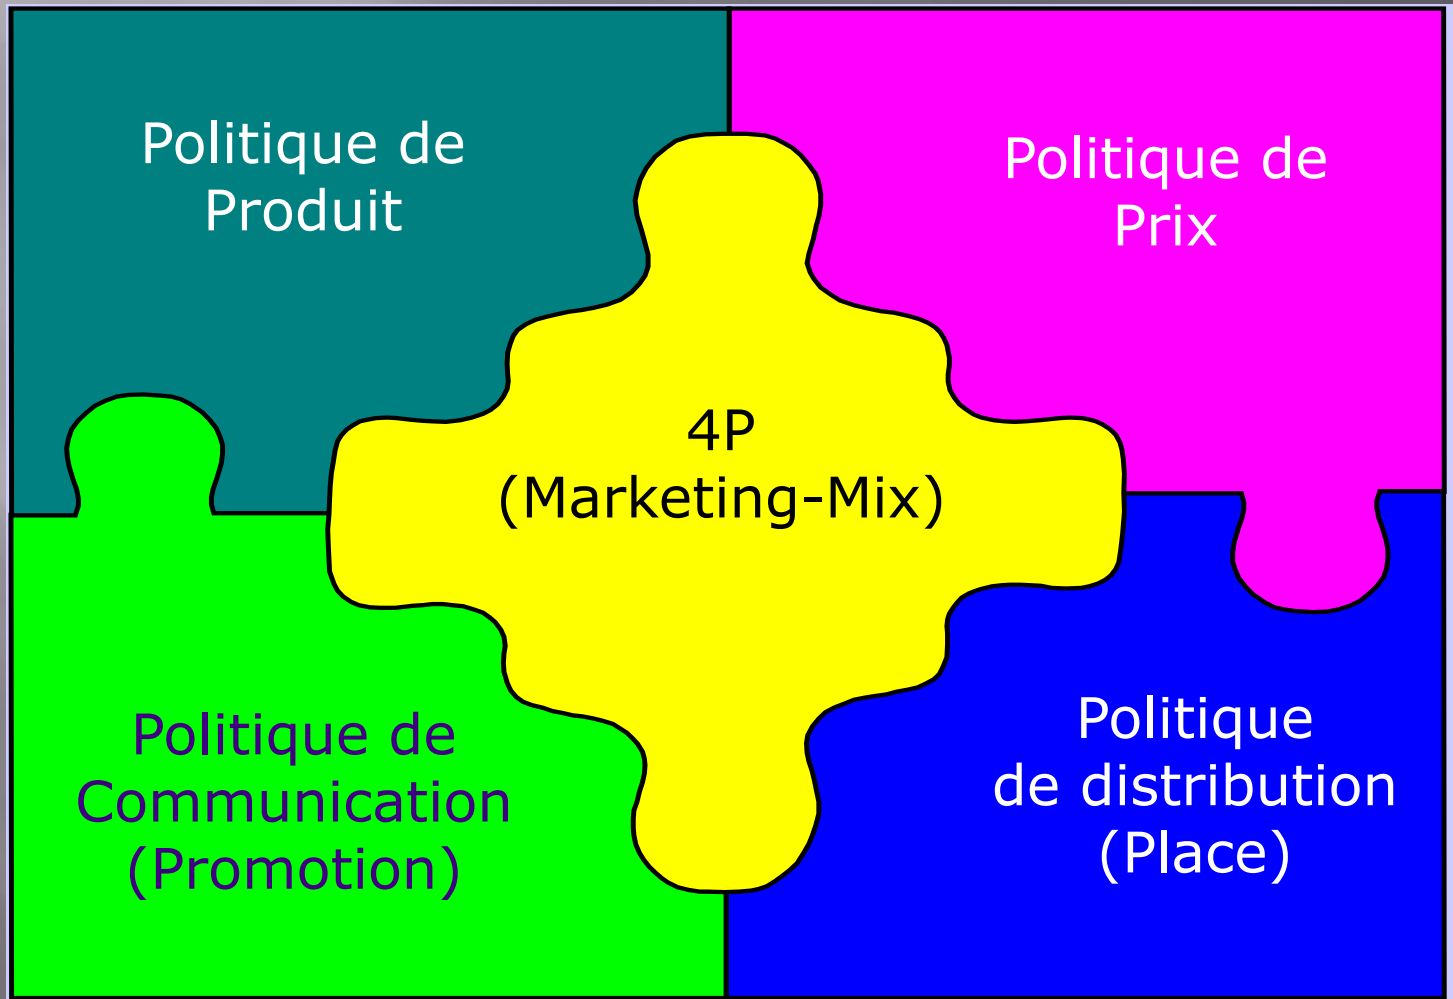 Politique de
Produit
Politique de
Prix
4P
(Marketing-Mix)
Politique de
Communication
(Promotion)
Politique
de distribution
(Place)